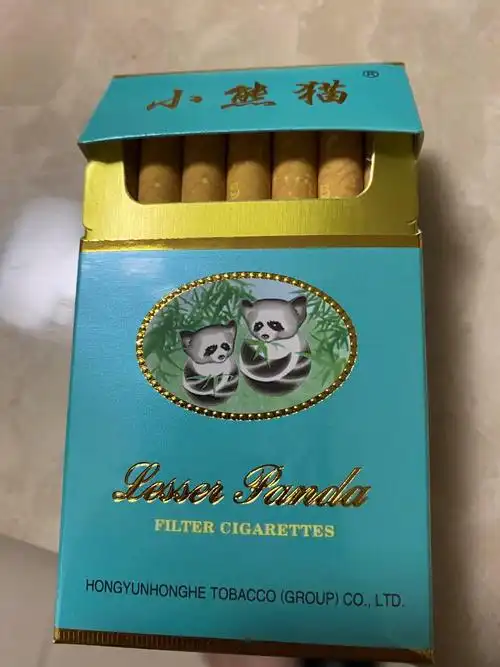 小熊猫®
Lesser Panda
FILTER CIGARETTES
HONGYUNHONGHE TOBACCO (GROUP) CO., LTD.